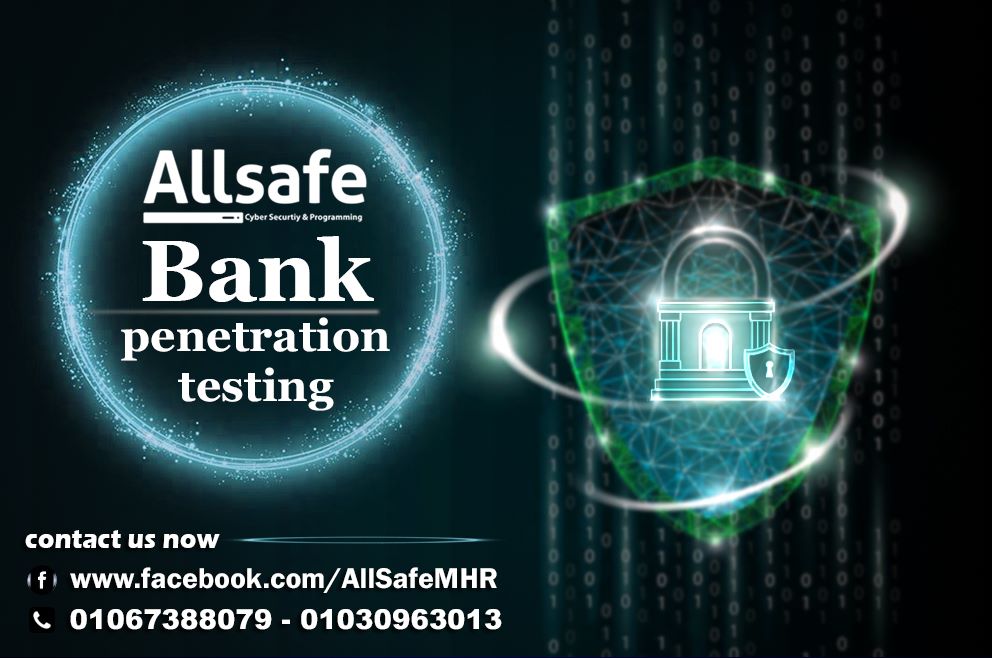 Allsafe
Cyber Securtiy & Programming
Bank
penetration
testing
contact us now
www.facebook.com/AllSafeMHR
01067388079 - 01030963013